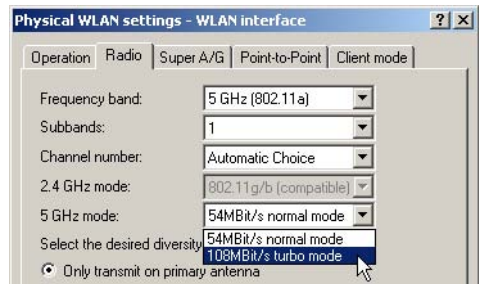 Physical WLAN settings - WLAN interface
Operation Radio Super A/G Point-to-Point Client mode
Frequency band: 5 GHz (802.11a)
Subbands: 1
Channel number: Automatic Choice
2.4 GHz mode: 802.11g/b (compatible)
5 GHz mode: 54MBit/s normal mode
Select the desired diversity 54MBit/s normal mode
108MBit/s turbo mode
Only transmit on primary antenna